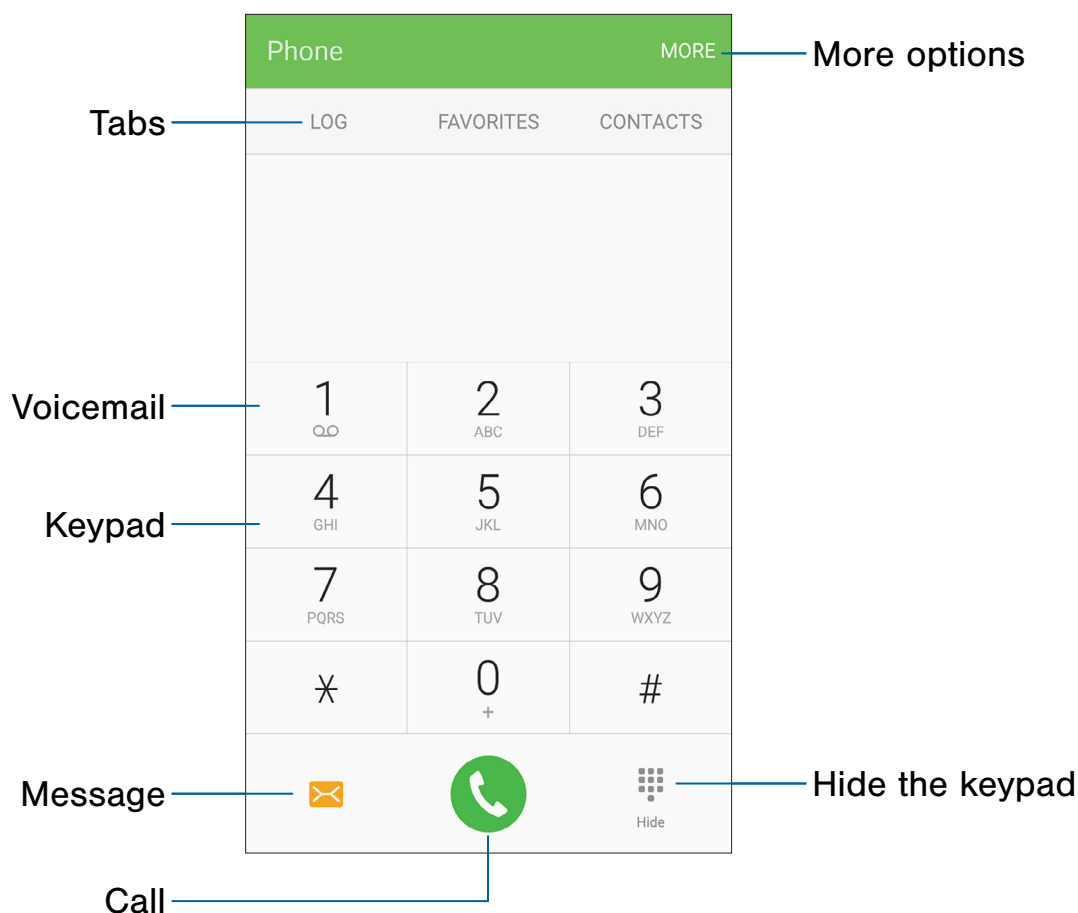 Phone MORE More options
Tabs LOG FAVORITES CONTACTS
Voicemail 1 2 3
ABC DEF
Keypad 4 5 6
GHI JKL MNO
7 8 9
PQRS TUV WXYZ
* 0 #
+
Message Hide the keypad
Hide
Call